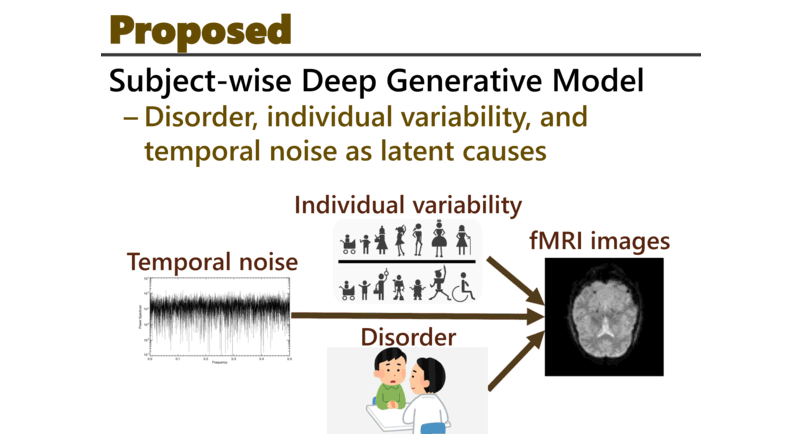 Proposed
Subject-wise Deep Generative Model
– Disorder, individual variability, and
temporal noise as latent causes
Individual variability
fMRI images
Temporal noise
Disorder
Frequency